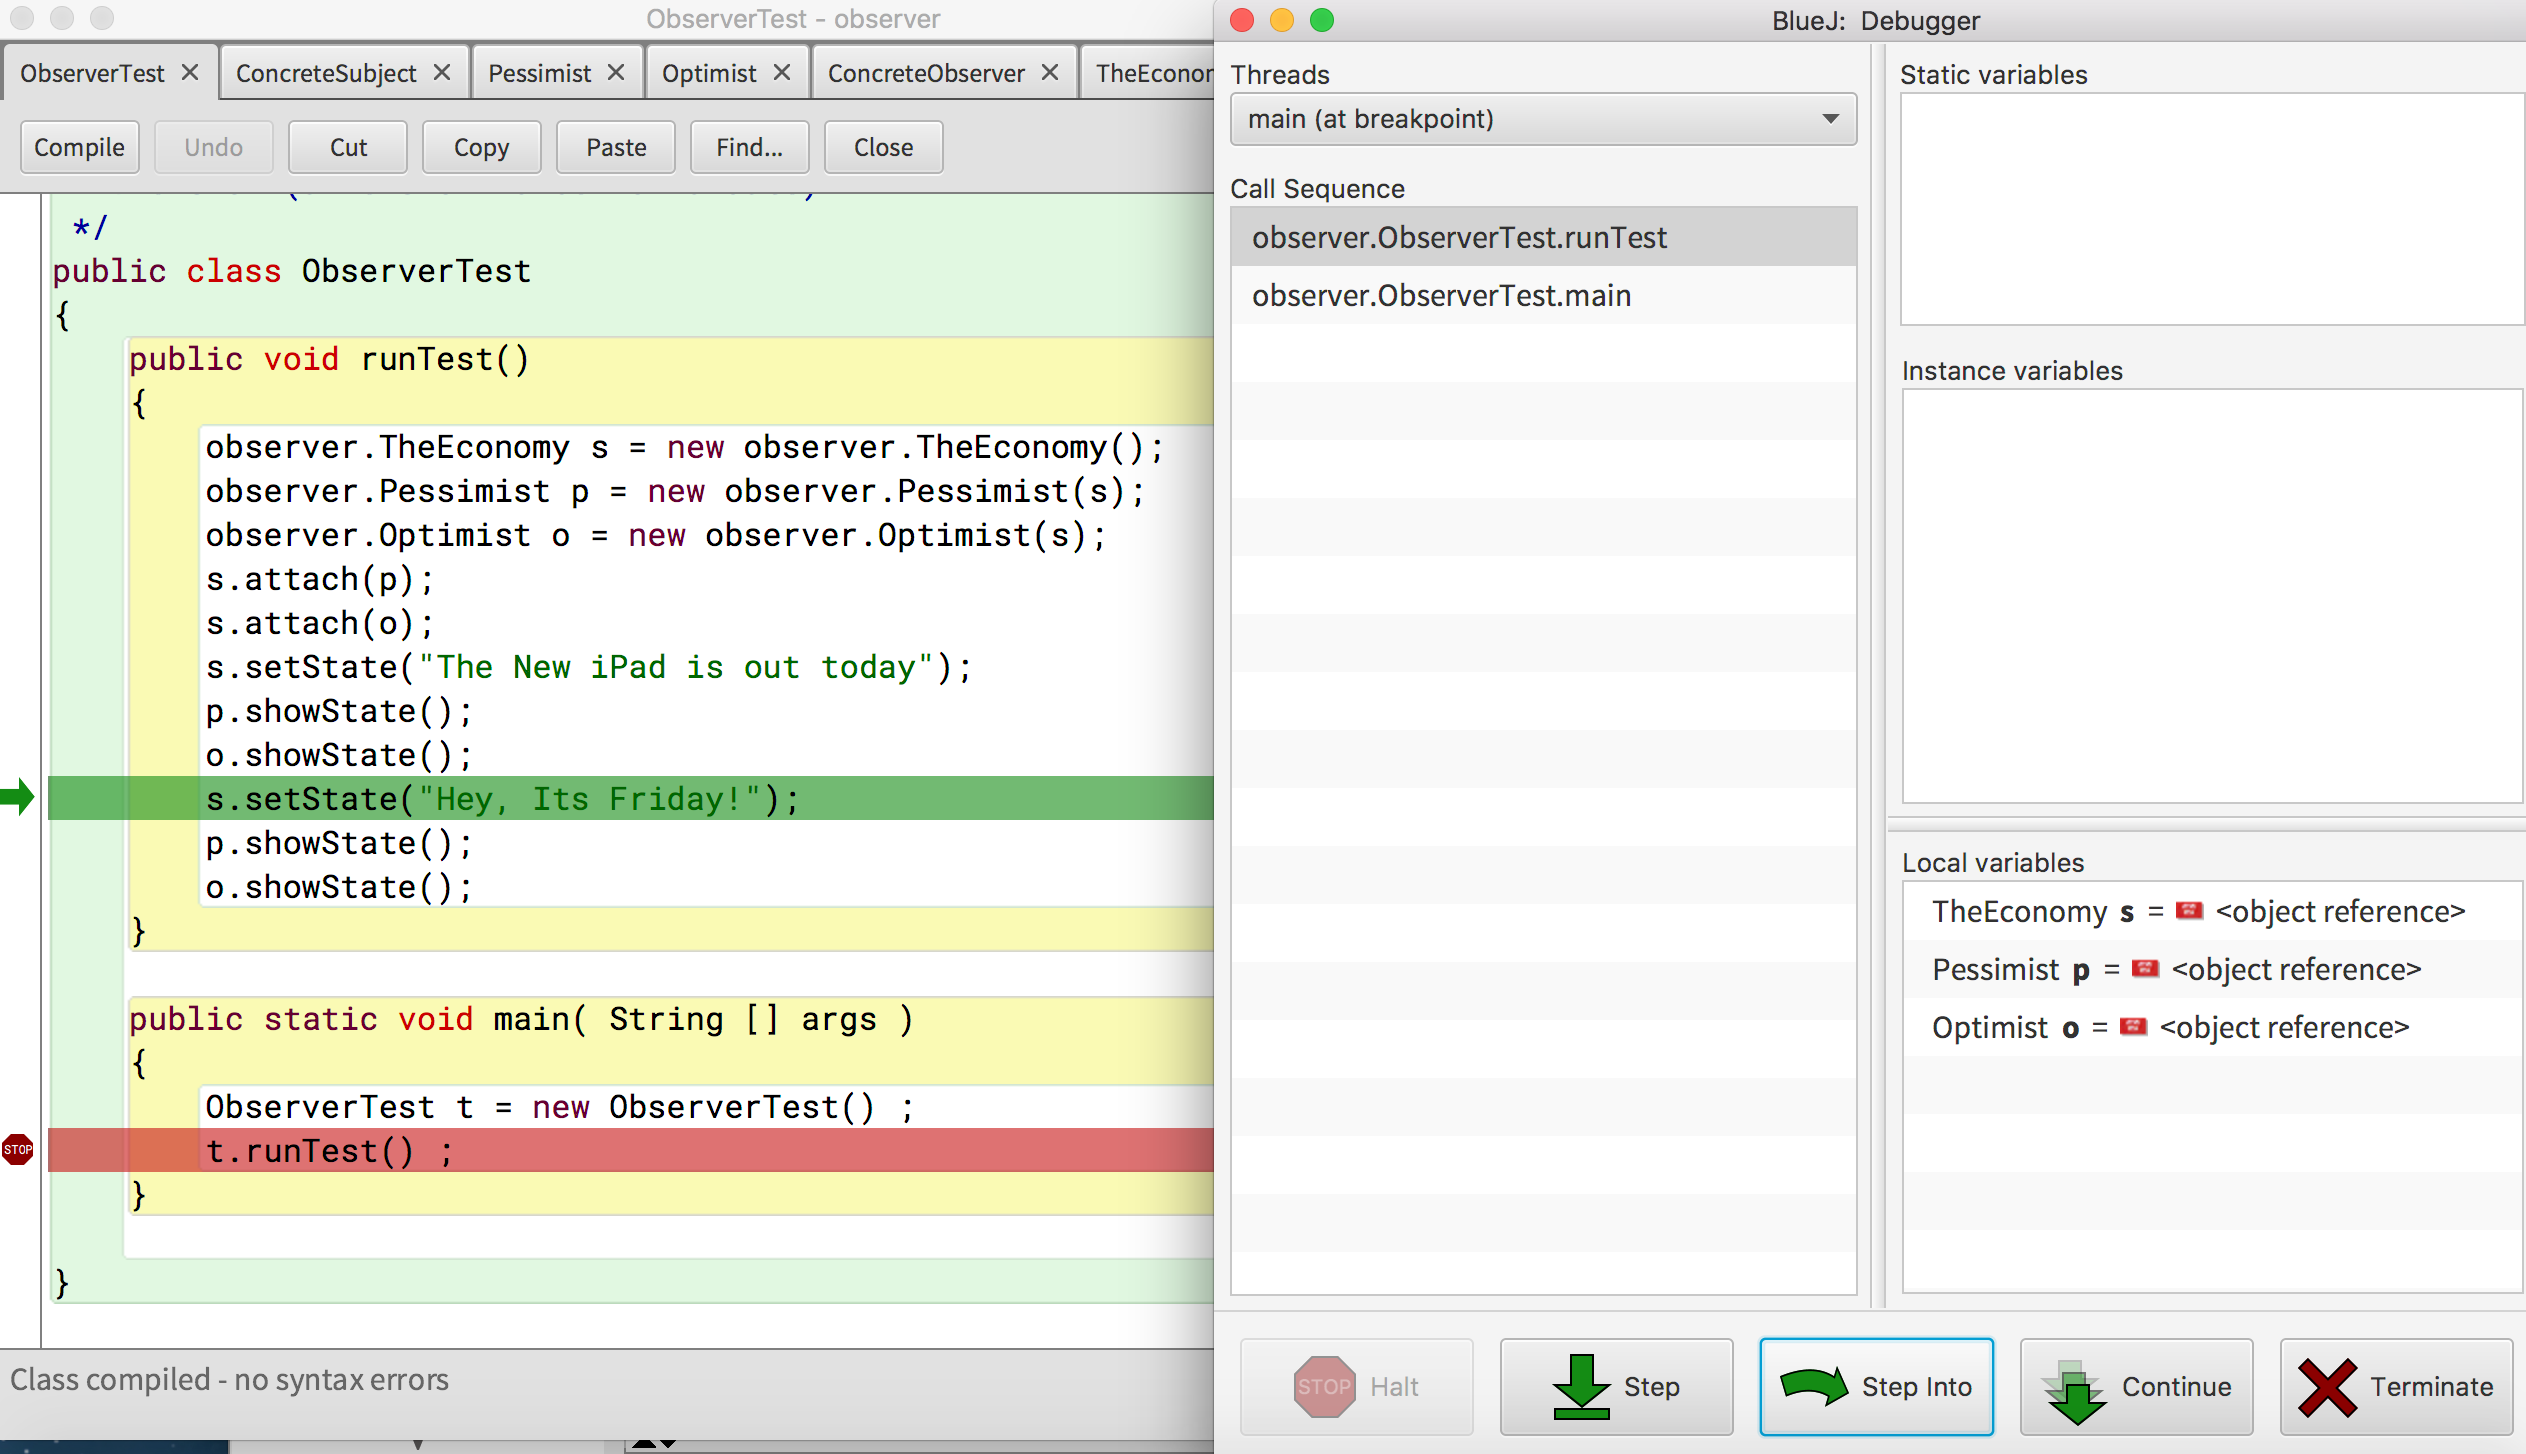 ObserverTest - observer
ObserverTest ConcreteSubject Pessimist Optimist ConcreteObserver TheEconor
Compile Undo Cut Copy Paste Find... Close
*/
public class ObserverTest
{
public void runTest()
{
observer.TheEconomy s = new observer.TheEconomy();
observer.Pessimist p = new observer.Pessimist(s);
observer.Optimist o = new observer.Optimist(s);
s.attach(p);
s.attach(o);
s.setState("The New iPad is out today");
p.showState();
o.showState();
s.setState("Hey, Its Friday!");
p.showState();
o.showState();
}
public static void main( String [] args )
{
ObserverTest t = new ObserverTest() ;
STOP t.runTest() ;
}
}
Class compiled - no syntax errors
BlueJ: Debugger
Threads
main (at breakpoint)
Call Sequence
observer.ObserverTest.runTest
observer.ObserverTest.main
Static variables
Instance variables
Local variables
TheEconomy s = <object reference>
Pessimist p = <object reference>
Optimist o = <object reference>
STOP Halt Step Step Into Continue Terminate